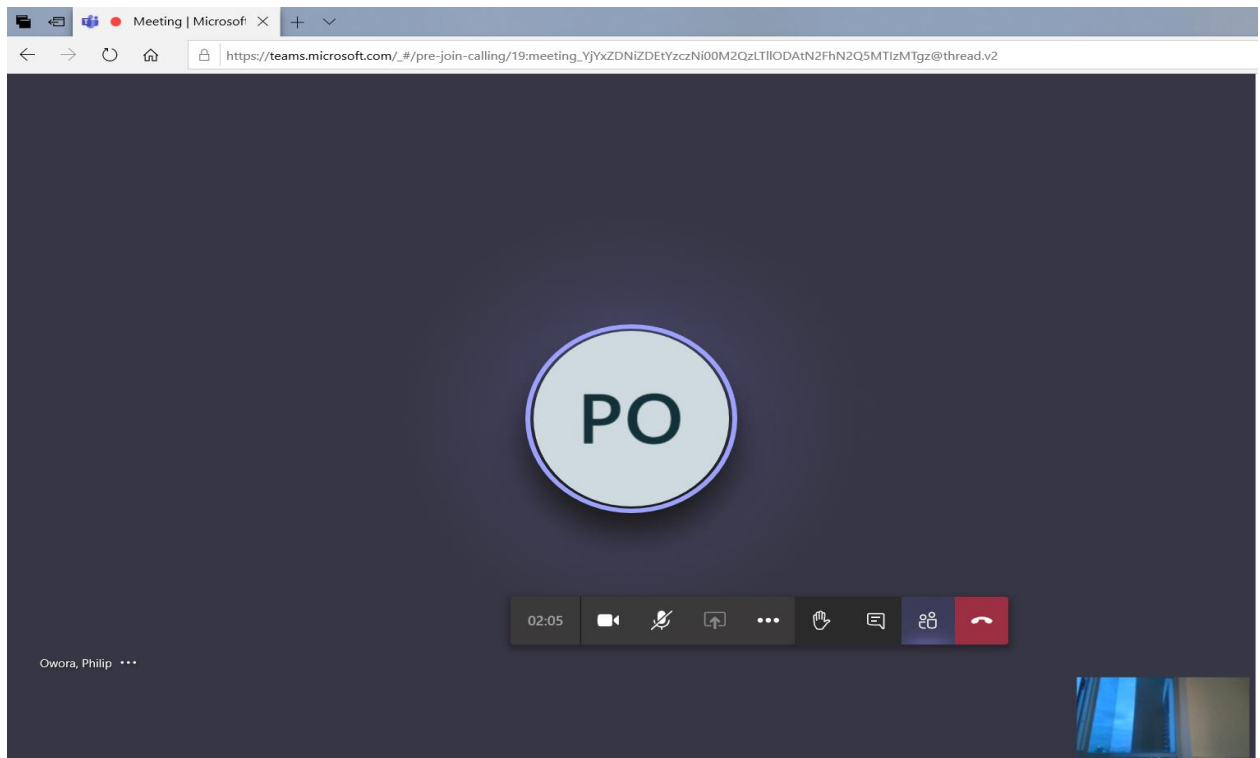 Meeting | Microsoft
https://teams.microsoft.com/_#/pre-join-calling/19:meeting_YjYxZDNiZDEtYzczNi00M2QzLTllODAtN2FhN2Q5MTIzMTgz@thread.v2
PO
02:05
Owora, Philip